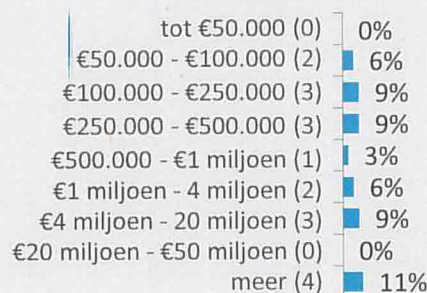 tot €50.000 (0) 0%
€50.000 - €100.000 (2) 6%
€100.000 - €250.000 (3) 9%
€250.000 - €500.000 (3) 9%
€500.000 - €1 miljoen (1) 3%
€1 miljoen - 4 miljoen (2) 6%
€4 miljoen - 20 miljoen (3) 9%
€20 miljoen - €50 miljoen (0) 0%
meer (4) 11%